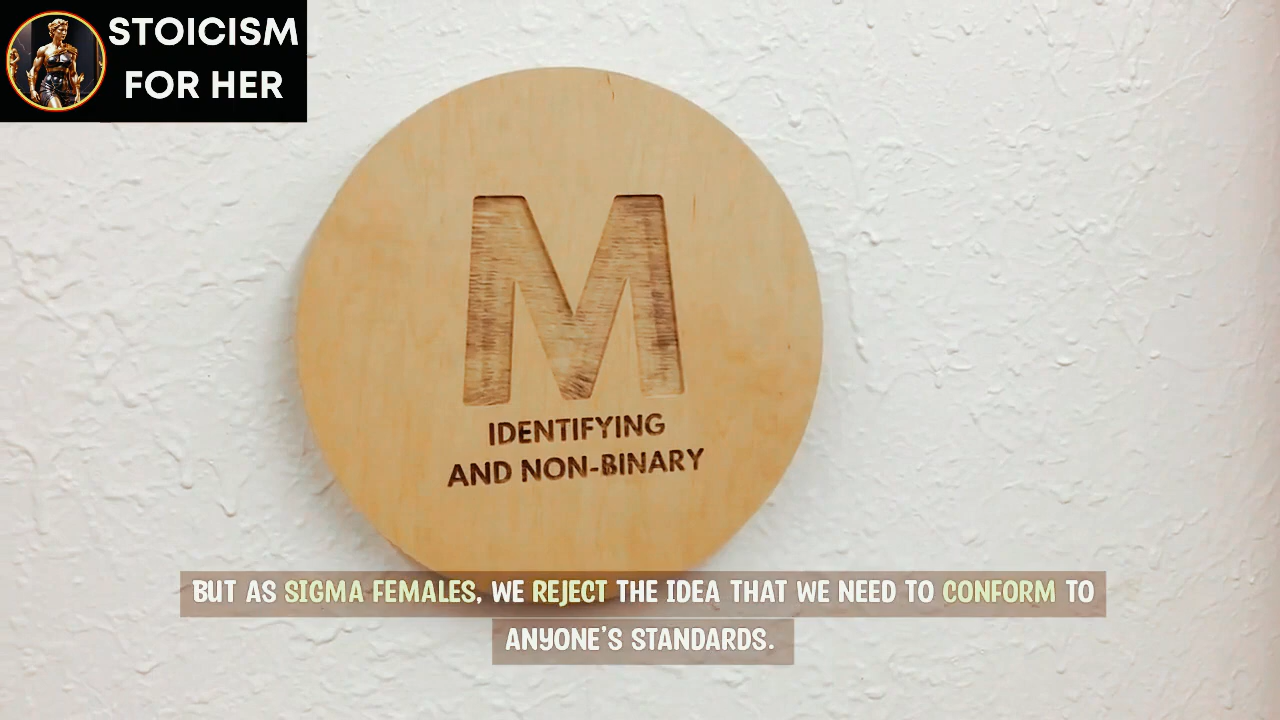 STOICISM
FOR HER
M
IDENTIFYING
AND NON-BINARY
BUT AS SIGMA FEMALES, WE REJECT THE IDEA THAT WE NEED TO CONFORM TO
ANYONE'S STANDARDS.